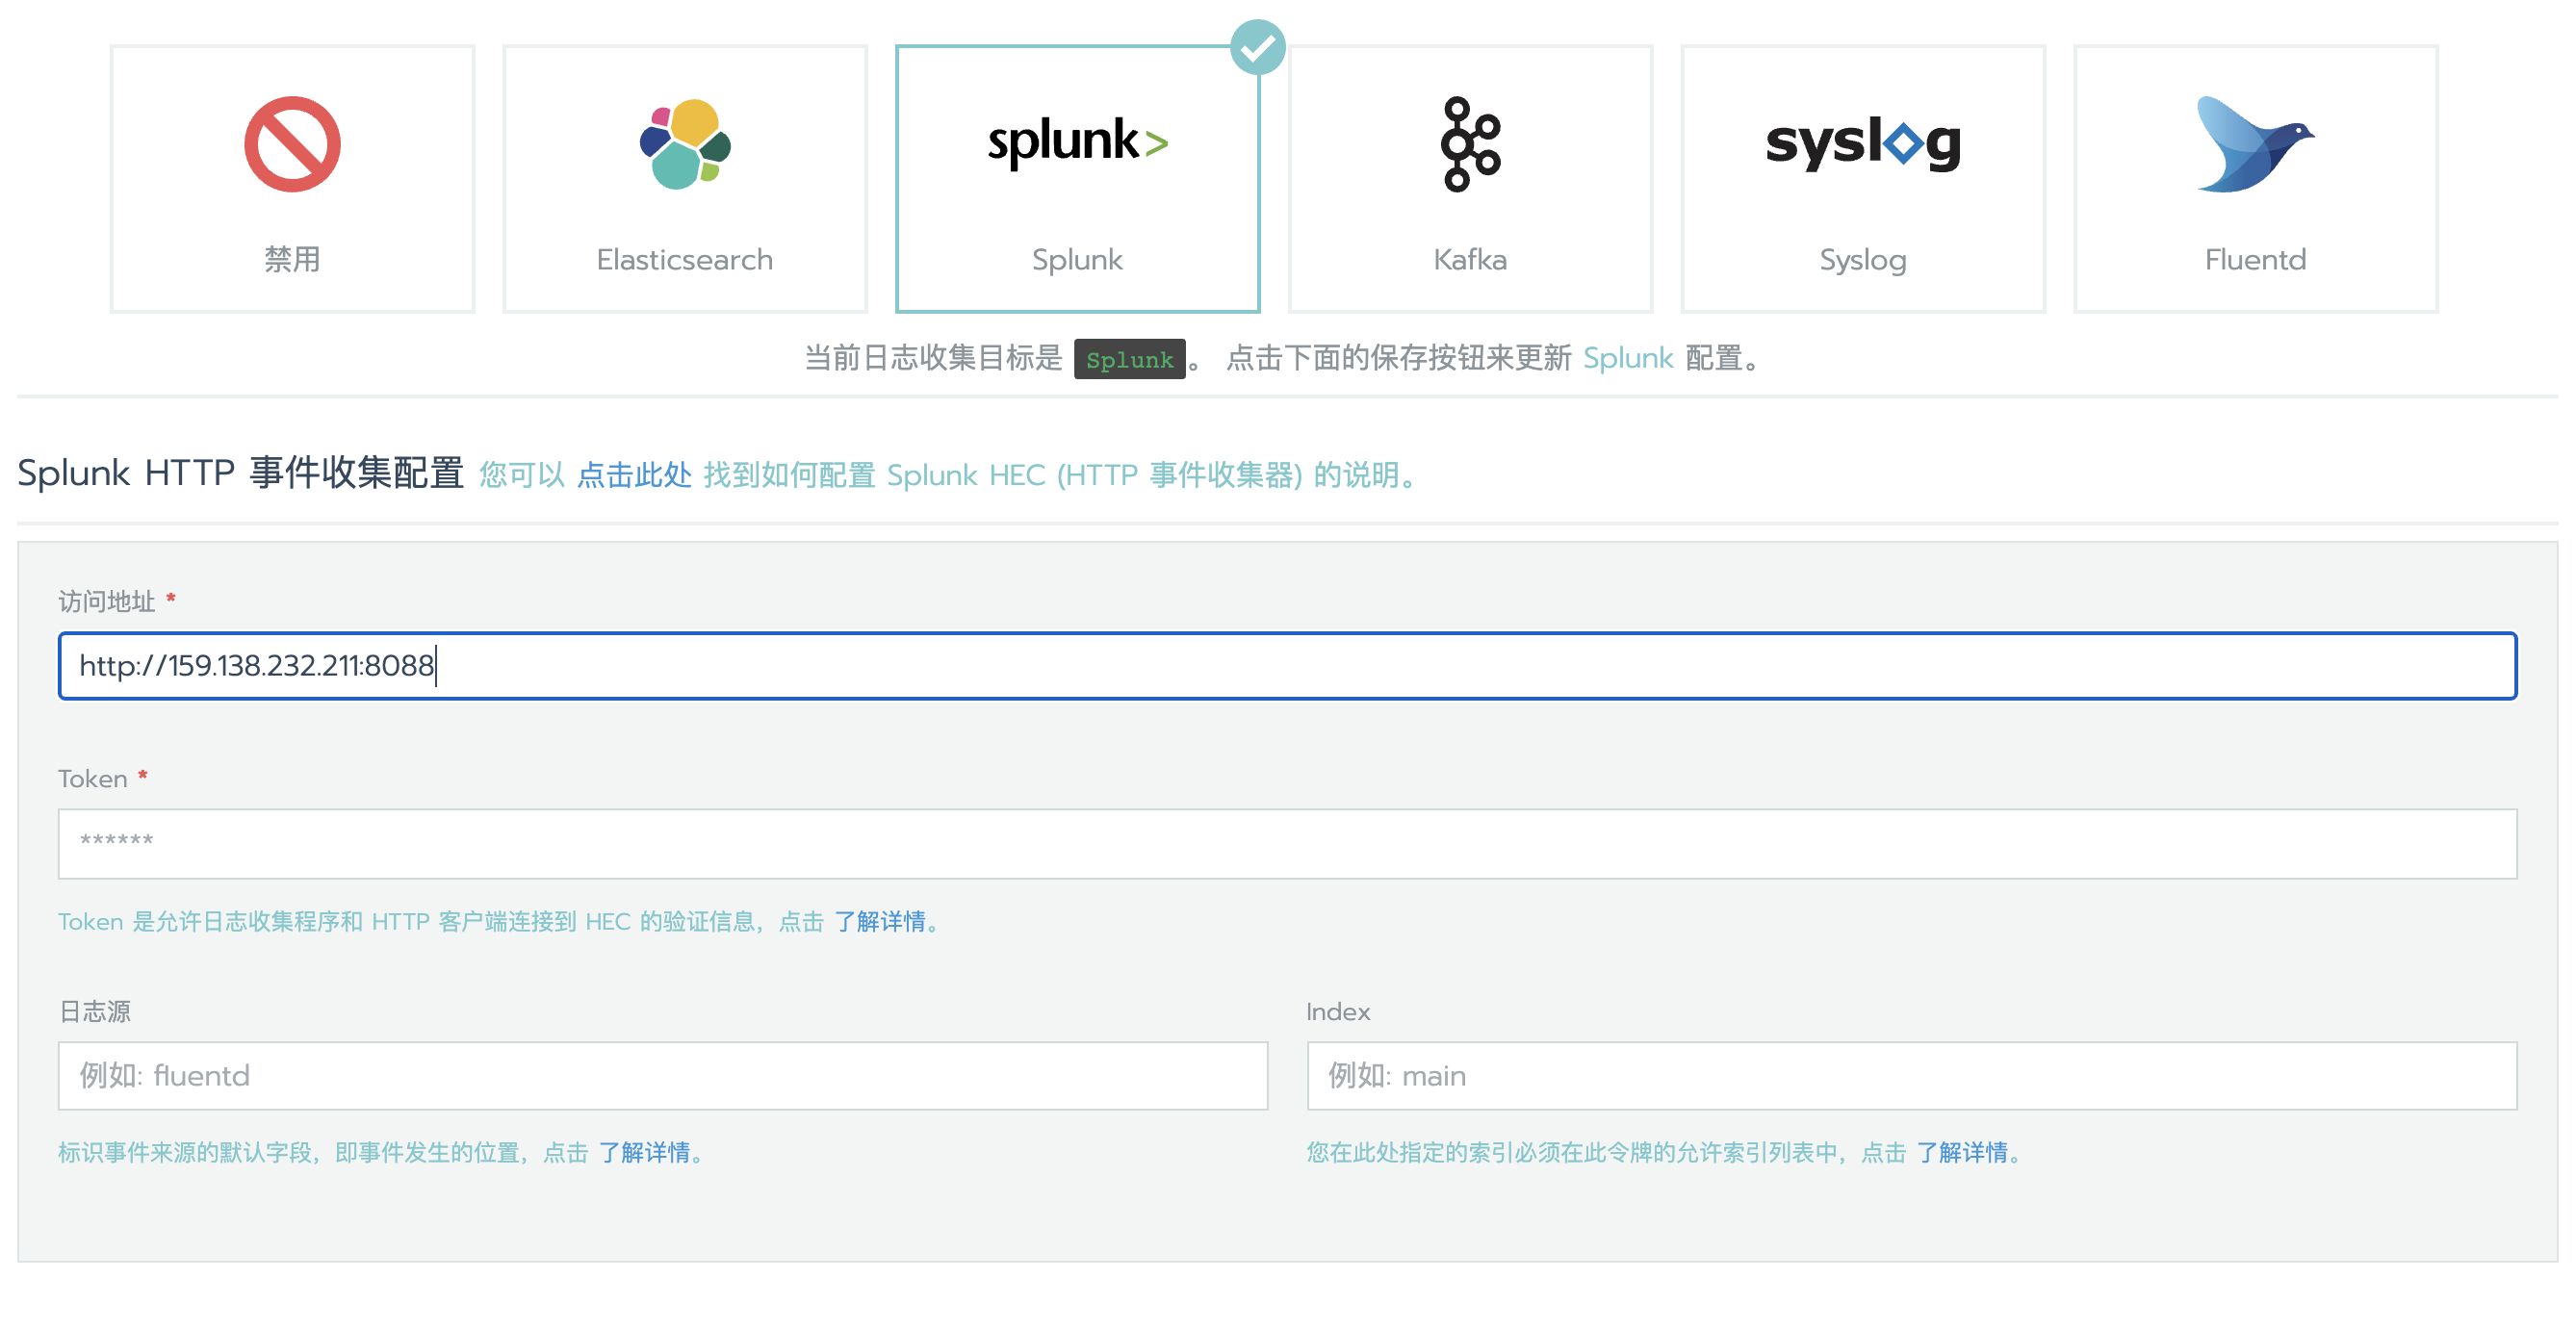 splunk>
syslog
禁用
Elasticsearch
Splunk
Kafka
Syslog
Fluentd
当前日志收集目标是 Splunk 。 点击下面的保存按钮来更新 Splunk 配置。
Splunk HTTP 事件收集配置 您可以 点击此处 找到如何配置 Splunk HEC (HTTP 事件收集器) 的说明。
访问地址 *
http://159.138.232.211:8088
Token *
******
Token 是允许日志收集程序和 HTTP 客户端连接到 HEC 的验证信息，点击 了解详情。
日志源
Index
例如: fluentd
例如: main
标识事件来源的默认字段，即事件发生的位置，点击 了解详情。
您在此处指定的索引必须在此令牌的允许索引列表中，点击 了解详情。